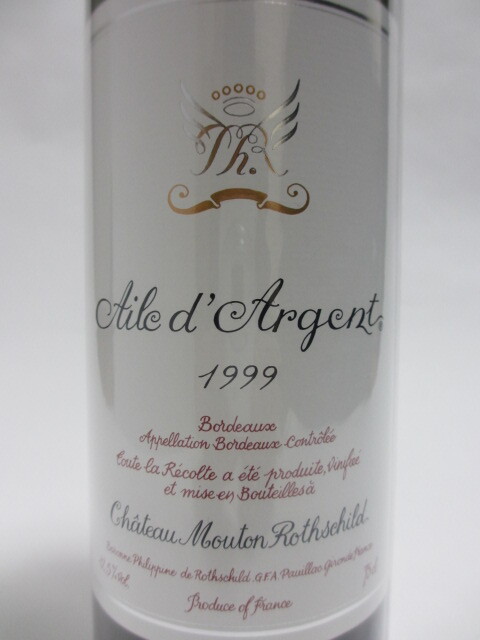 Ph.R
Aile d'Argent
1999
Bordeaux
Appellation Bordeaux Contrôlée
Toute la Récolte a été produite, Vinifiée
et mise en Bouteilles à
Château Mouton Rothschild
Baronne Philippine de Rothschild, G.F.A. Pauillac-Gironde-France
Produce of France